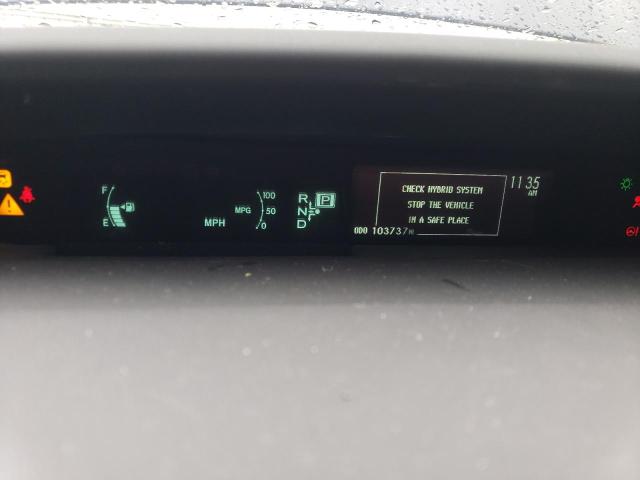 F
E
MPH
MPG
100
50
0
R
N
D
P
CHECK HYBRID SYSTEM
STOP THE VEHICLE
IN A SAFE PLACE
11:35
AM
ODO 103737